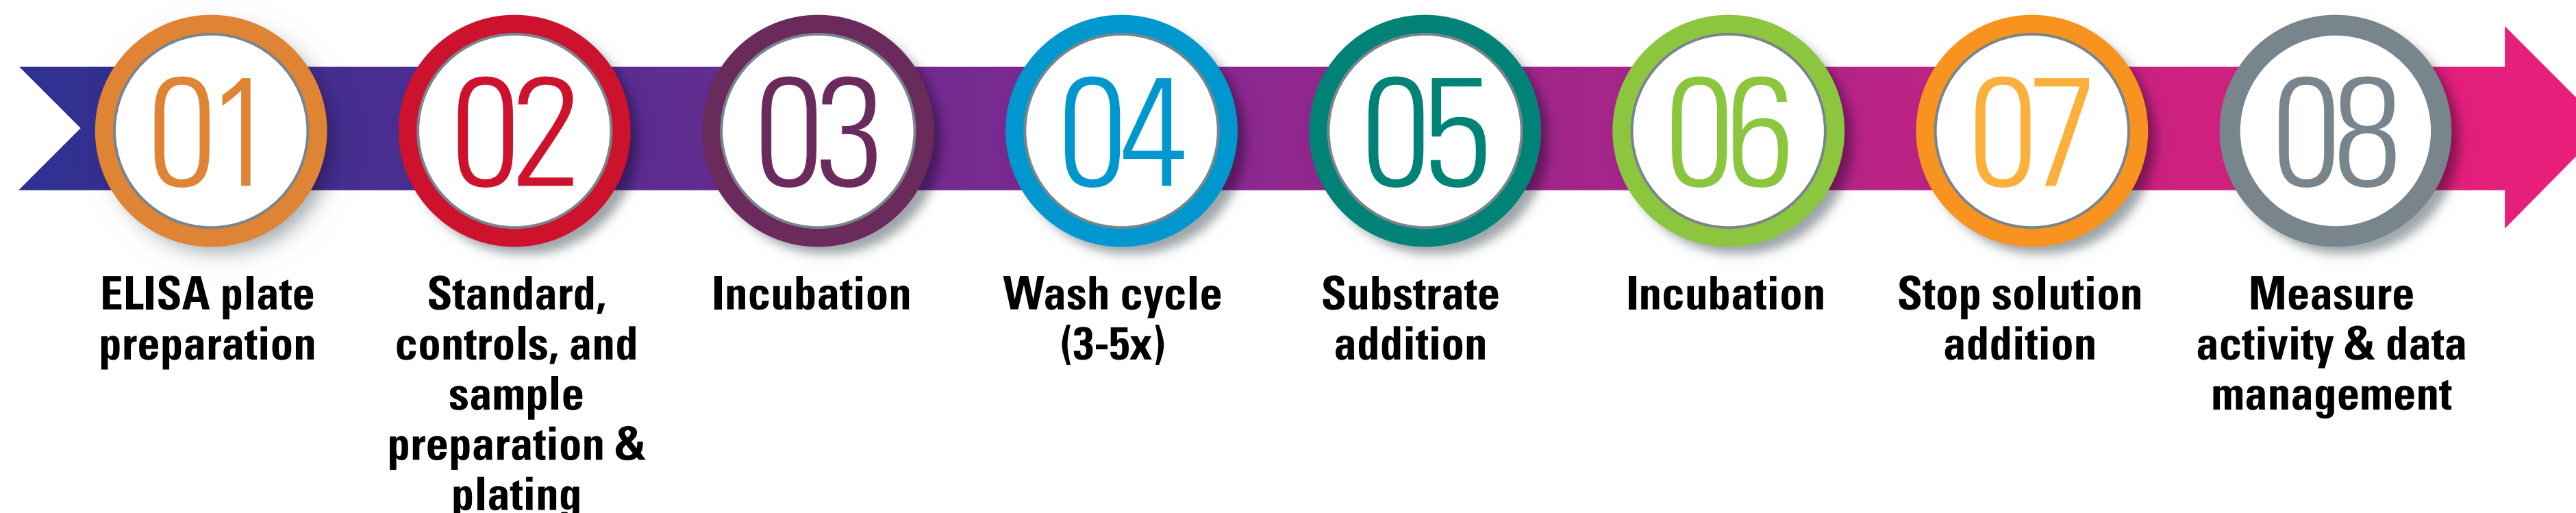 01
ELISA plate
preparation
02
Standard,
controls, and
sample
preparation &
plating
03
Incubation
04
Wash cycle
(3-5x)
05
Substrate
addition
06
Incubation
07
Stop solution
addition
08
Measure
activity & data
management